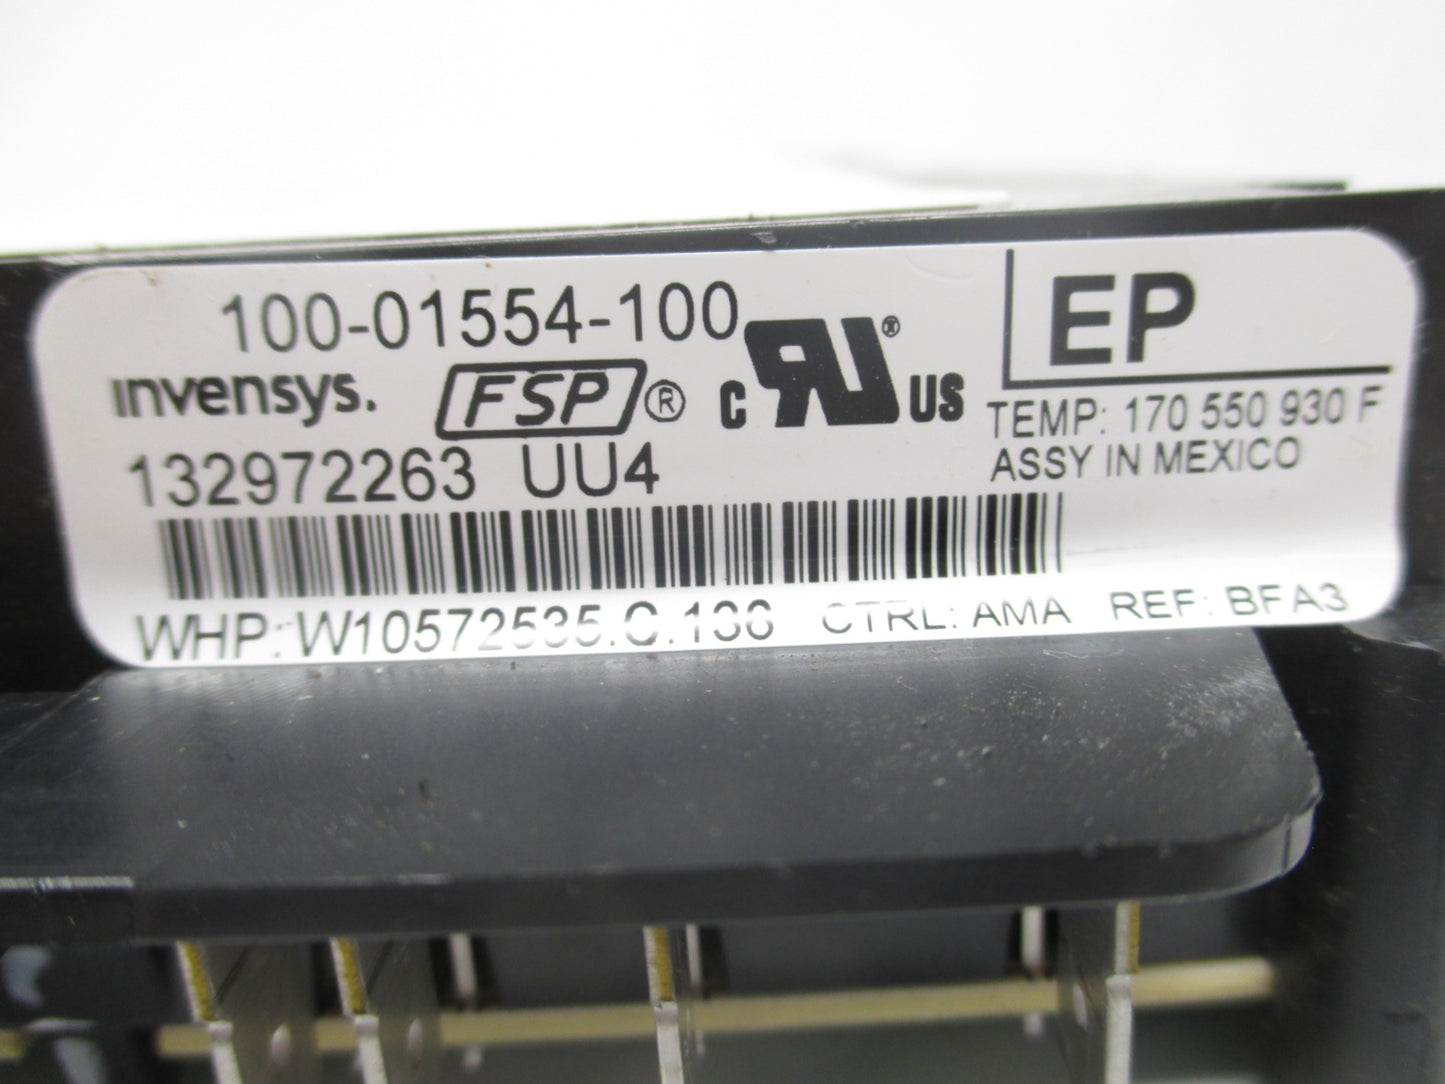 100-01554-100
invensys. FSP® c RU® US
EP
TEMP: 170 550 930 F
ASSY IN MEXICO
132972263 UU4
WHP:W10572535.C.136 CTRL: AMA REF: BFA3